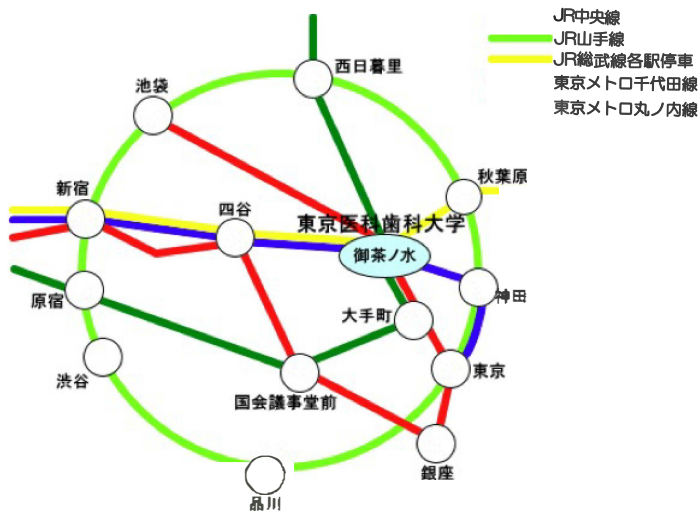 JR中央線
JR山手線
JR総武線各駅停車
東京メトロ千代田線
東京メトロ丸ノ内線
西日暮里
池袋
秋葉原
新宿
四谷
東京医科歯科大学
御茶ノ水
神田
原宿
大手町
渋谷
東京
国会議事堂前
銀座
品川